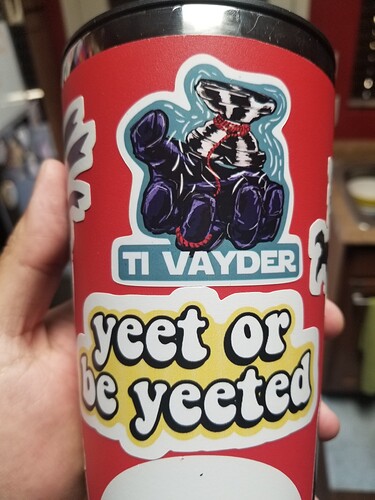 TI VAYDER
yeet or
be yeeted